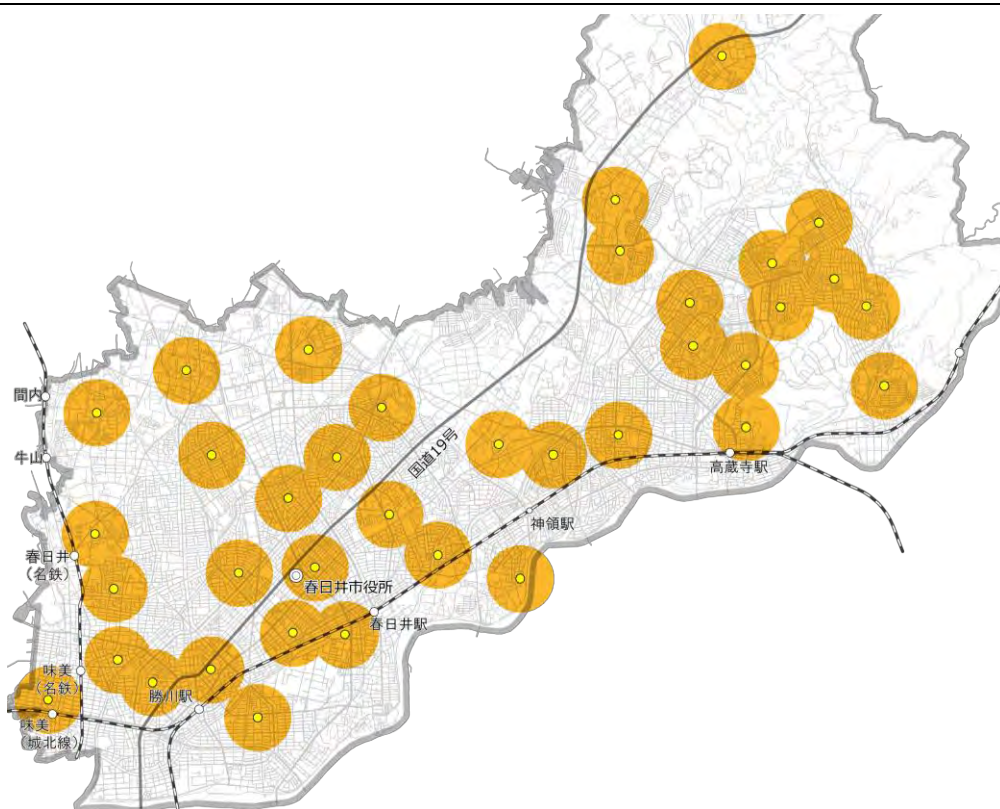 間内
牛山
国道19号
高蔵寺駅
神領駅
春日井
(名鉄)
春日井市役所
春日井駅
味美
(名鉄)
勝川駅
味美
(城北線)